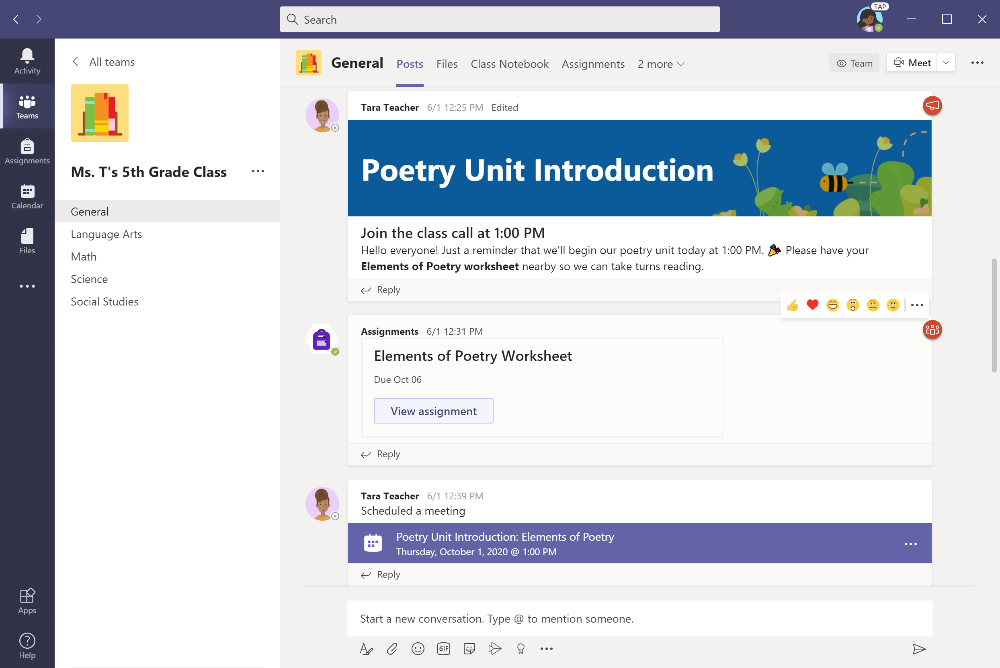 Search
TAP
Activity
Teams
Assignments
Calendar
Files
Apps
Help
All teams
Ms. T's 5th Grade Class
General
Language Arts
Math
Science
Social Studies
General Posts Files Class Notebook Assignments 2 more
Team Meet
Tara Teacher 6/1 12:25 PM Edited
Poetry Unit Introduction
Join the class call at 1:00 PM
Hello everyone! Just a reminder that we'll begin our poetry unit today at 1:00 PM. 🎉 Please have your
Elements of Poetry worksheet nearby so we can take turns reading.
Reply
Assignments 6/1 12:31 PM
Elements of Poetry Worksheet
Due Oct 06
View assignment
Reply
Tara Teacher 6/1 12:39 PM
Scheduled a meeting
Poetry Unit Introduction: Elements of Poetry
Thursday, October 1, 2020 @ 1:00 PM
Reply
Start a new conversation. Type @ to mention someone.
GIF